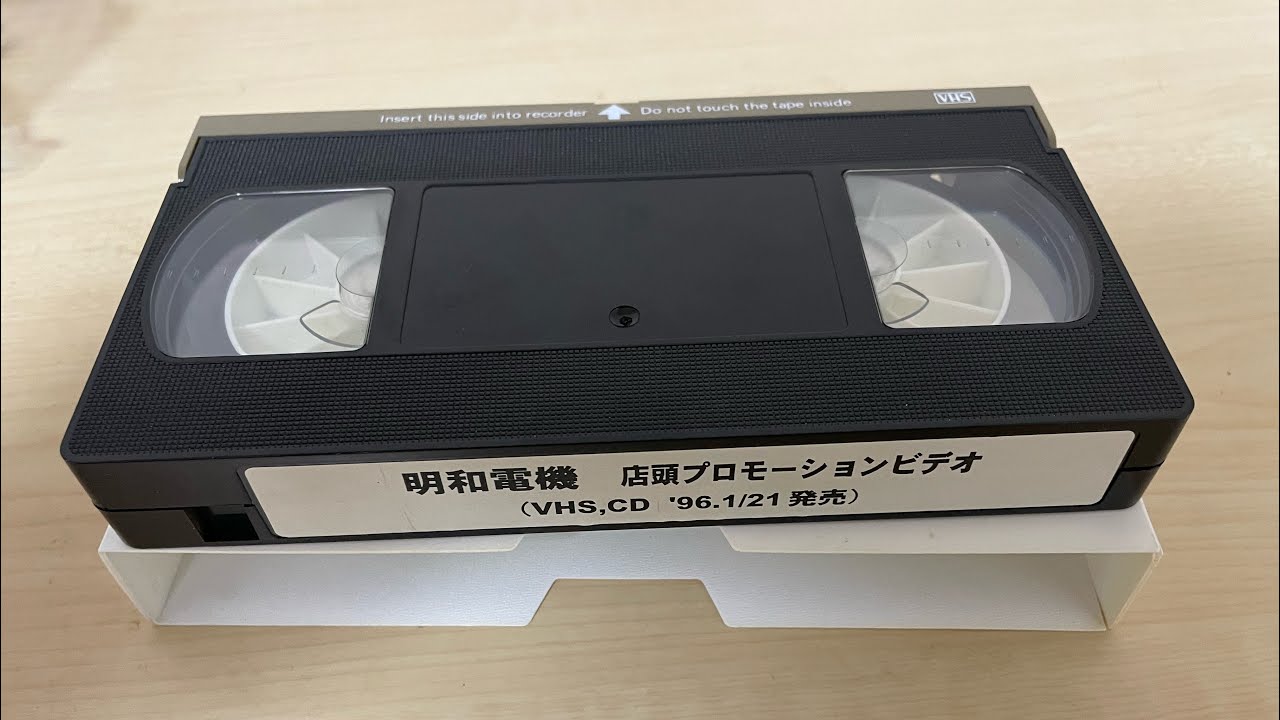 Insert this side into recorder ⬆ Do not touch the tape inside VHS
明和電機 店頭プロモーションビデオ
（VHS,CD '96.1/21 発売）